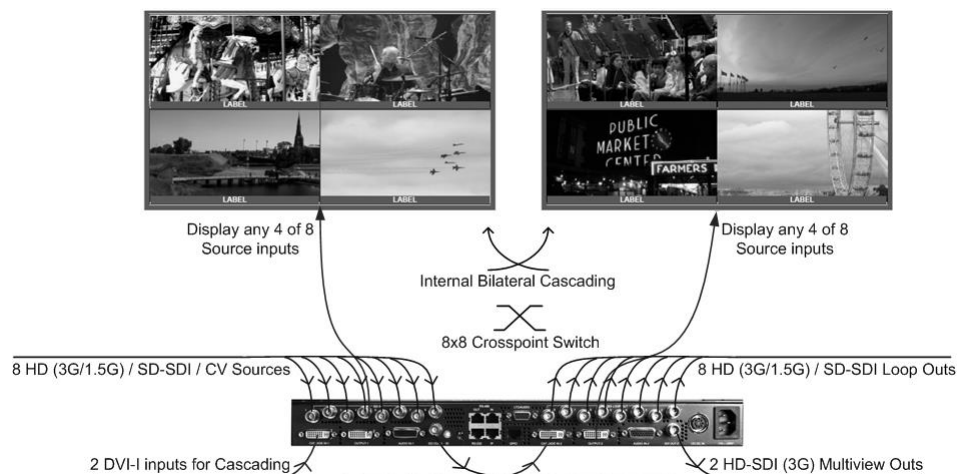 LABEL
LABEL
LABEL
LABEL
PUBLIC
MARKET
CENTER
FARMERS
LABEL
LABEL
LABEL
LABEL
Display any 4 of 8
Source inputs
Display any 4 of 8
Source inputs
Internal Bilateral Cascading
8x8 Crosspoint Switch
8 HD (3G/1.5G) / SD-SDI / CV Sources
8 HD (3G/1.5G) / SD-SDI Loop Outs
2 DVI-I inputs for Cascading
2 HD-SDI (3G) Multiview Outs